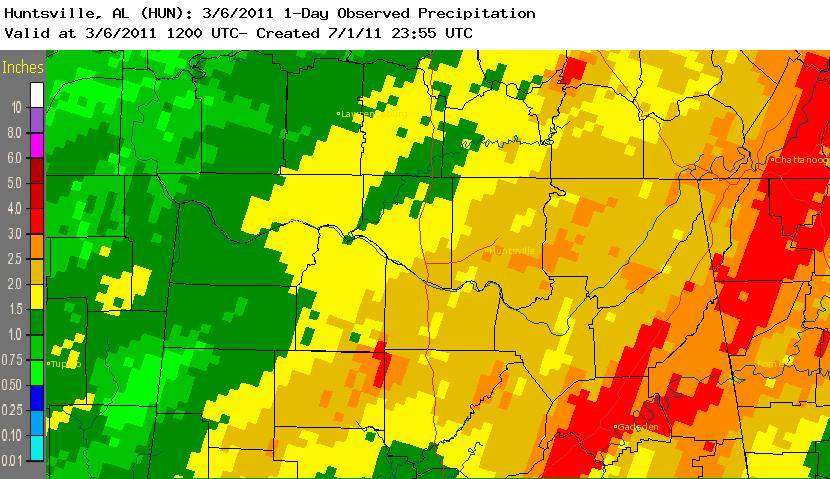 Huntsville, AL (HUN): 3/6/2011 1-Day Observed Precipitation
Valid at 3/6/2011 1200 UTC- Created 7/1/11 23:55 UTC
Inches
10
8.0
6.0
5.0
4.0
3.0
2.5
2.0
1.5
1.0
0.75
0.50
0.25
0.10
0.01
Chattanoog
Huntsville
Rome
Gadsden